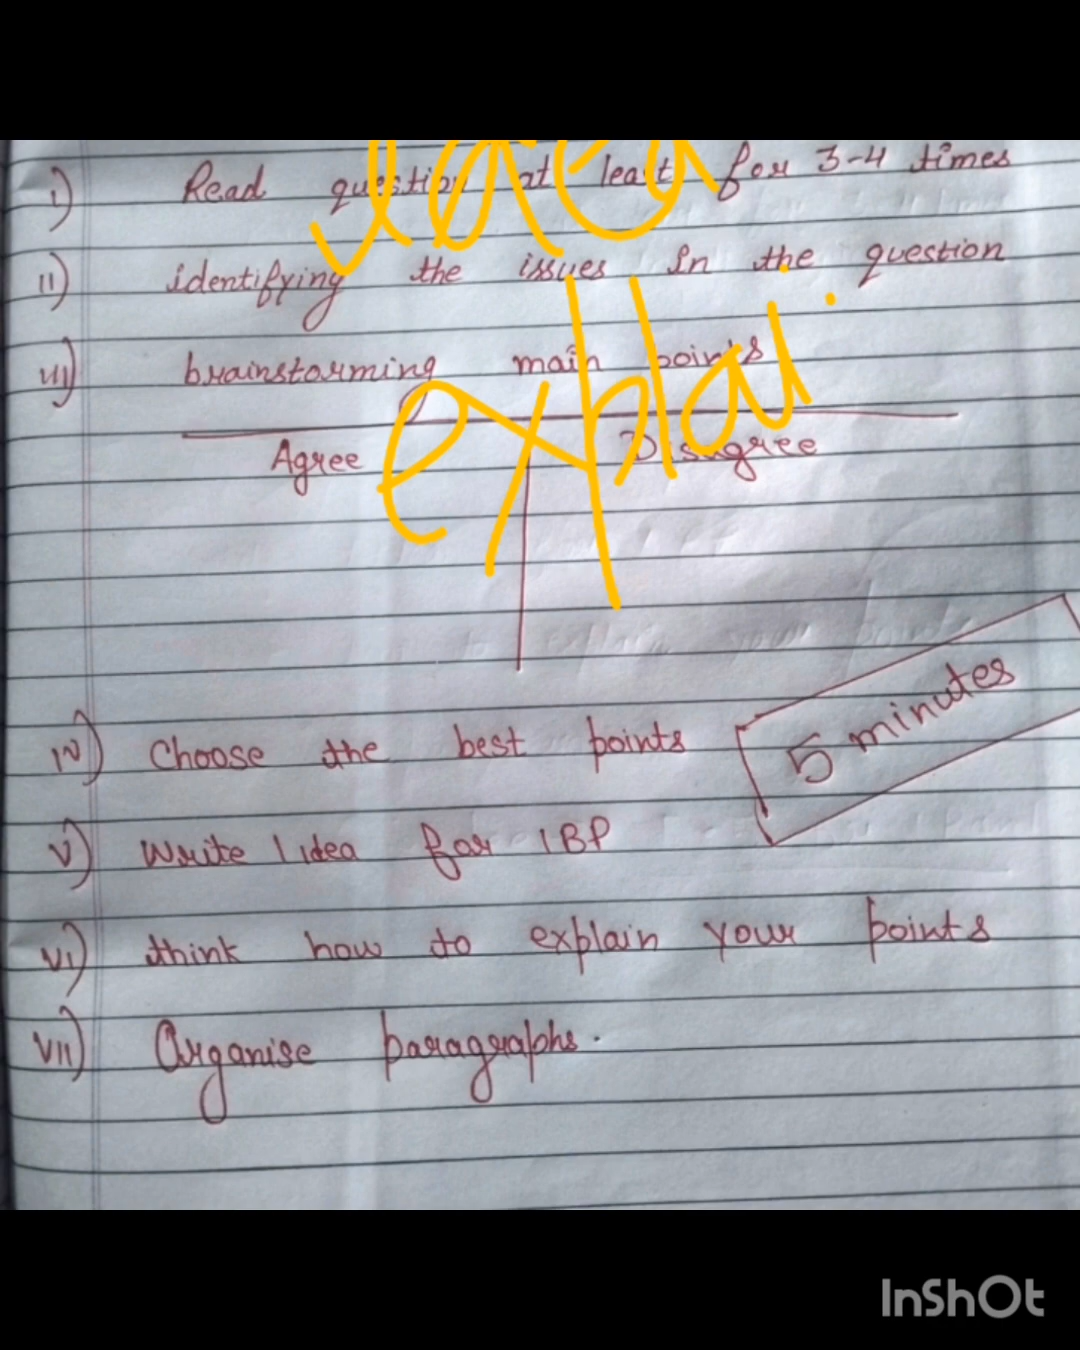 i) Read question at least for 3-4 times
idea
ii) identifying the issues in the question
explai
iii) brainstorming main points
Agree Disagree
iv) Choose the best points
5 minutes
v) Write 1 idea for 1BP
vi) think how to explain your points
vii) Organise paragraphs.
InShOt